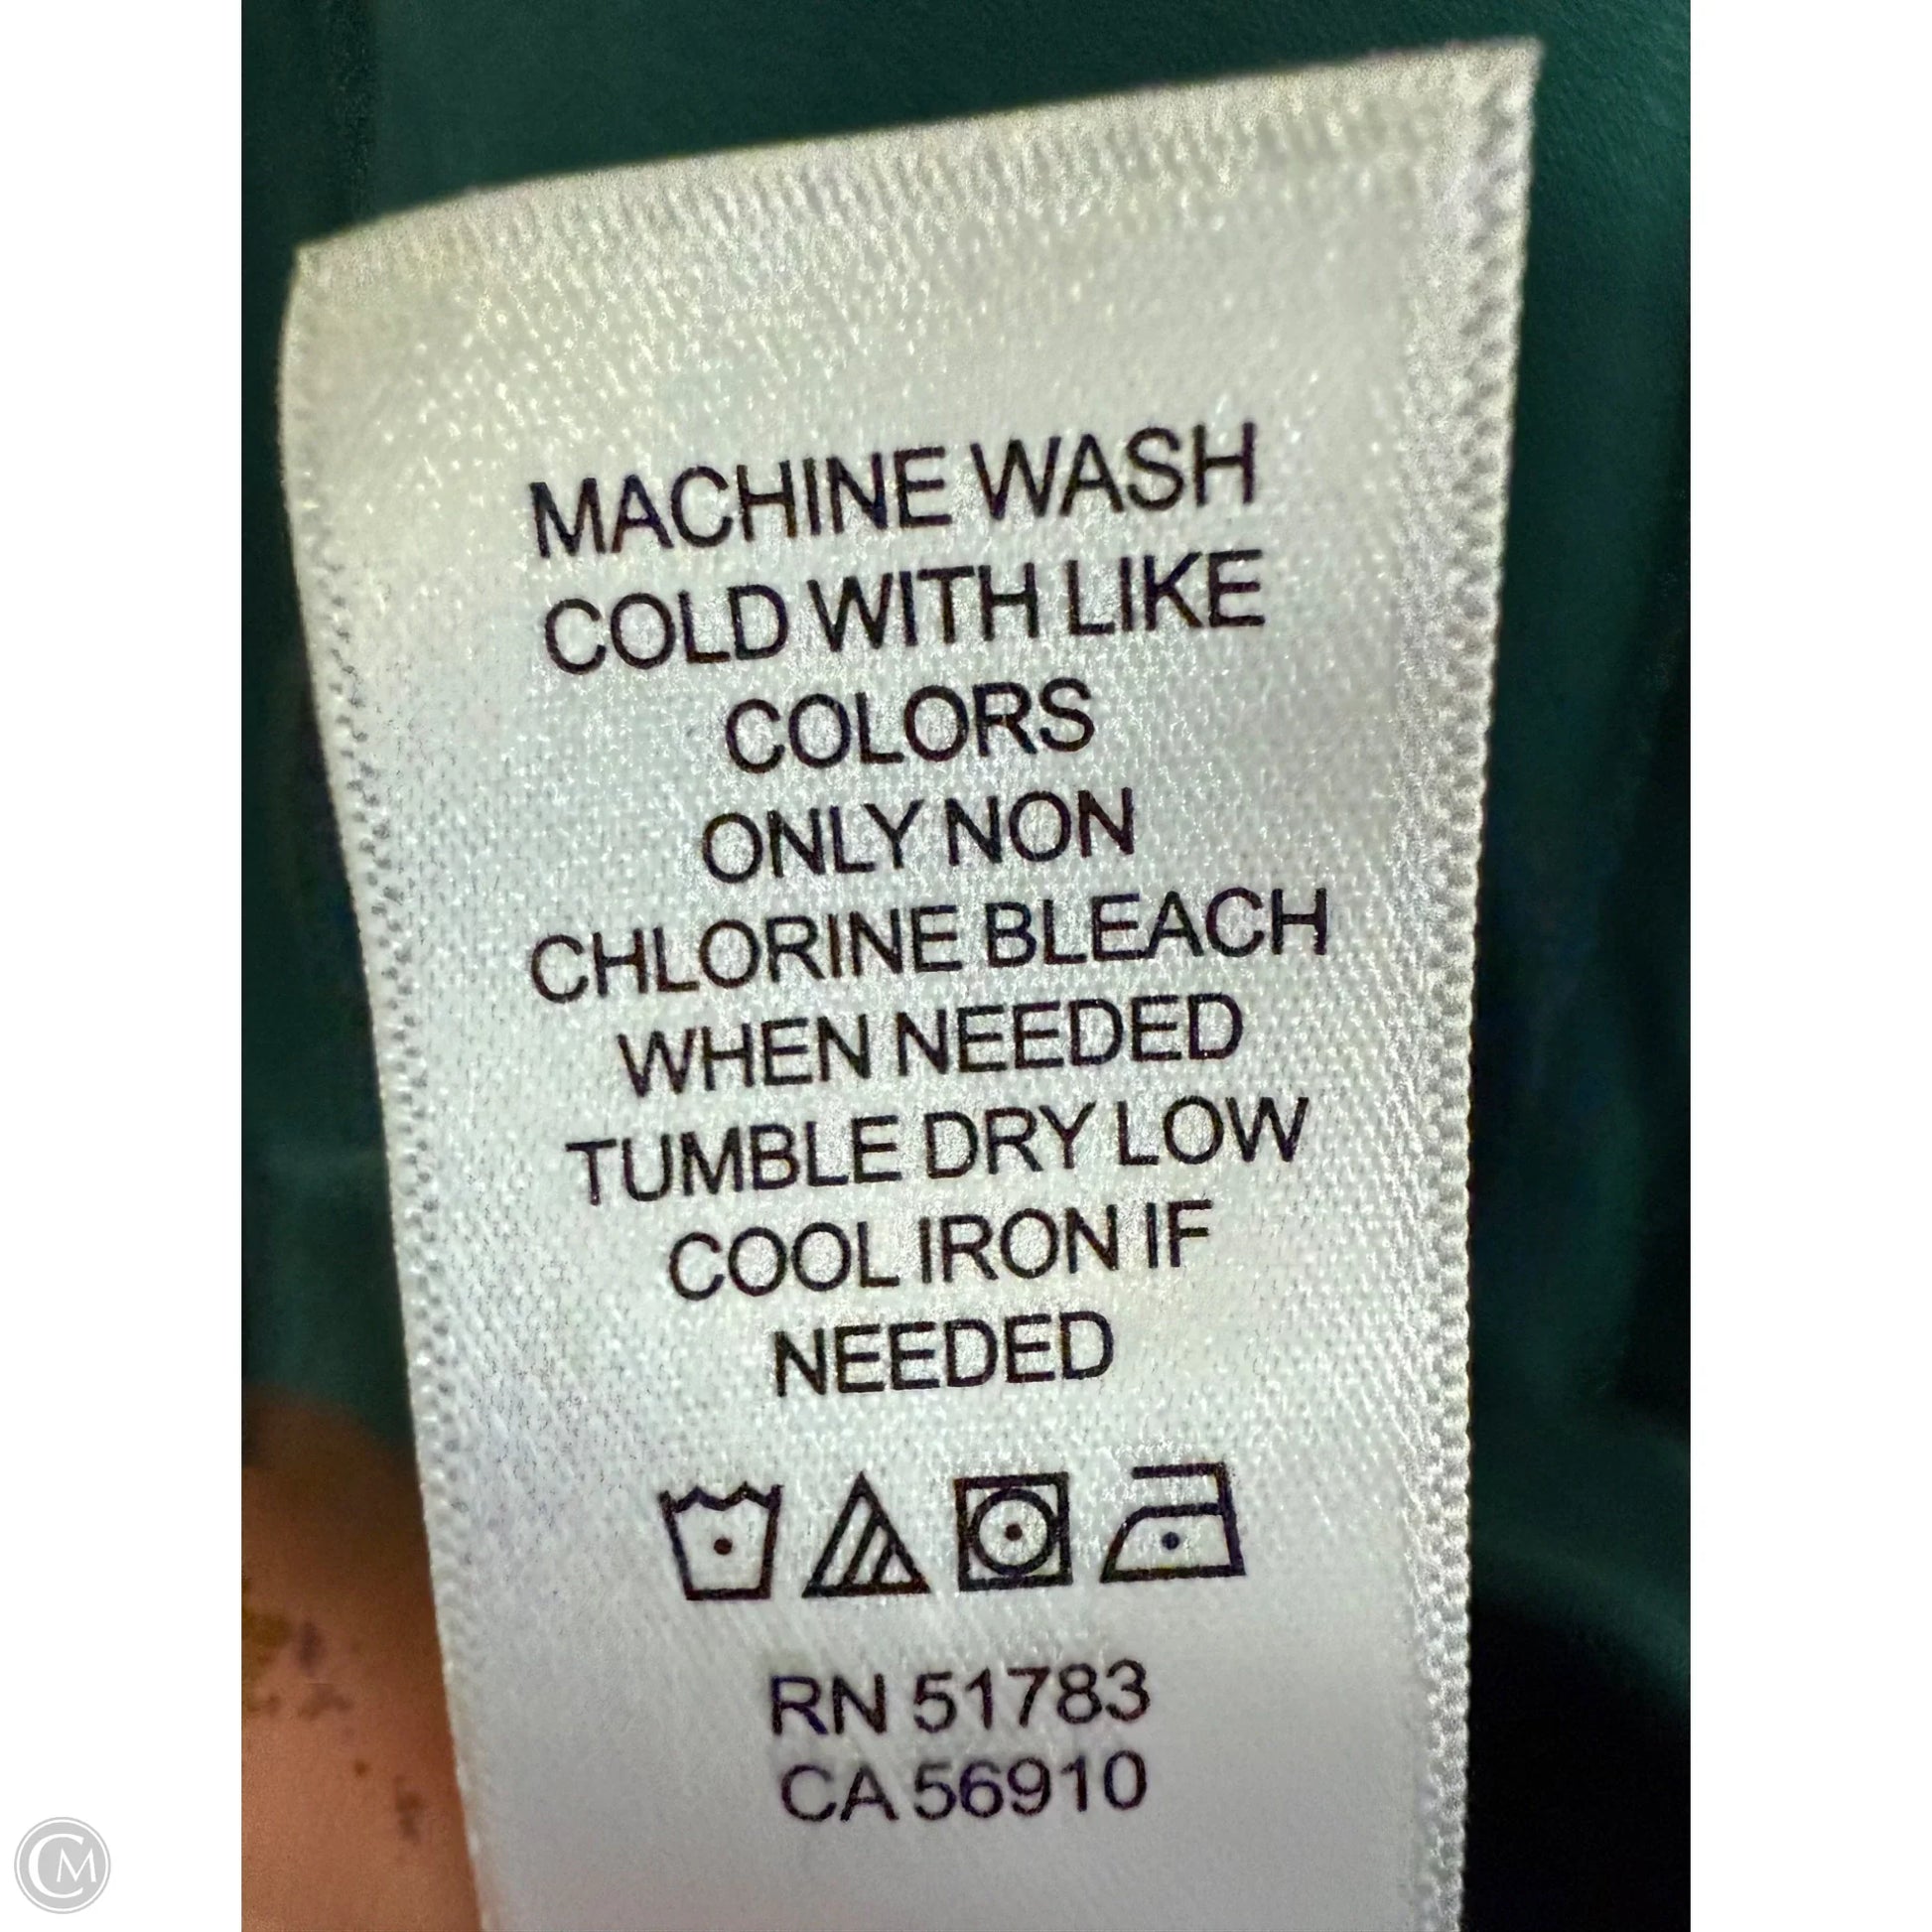 MACHINE WASH
COLD WITH LIKE
COLORS
ONLY NON
CHLORINE BLEACH
WHEN NEEDED
TUMBLE DRY LOW
COOL IRON IF
NEEDED
RN 51783
CA 56910
CM